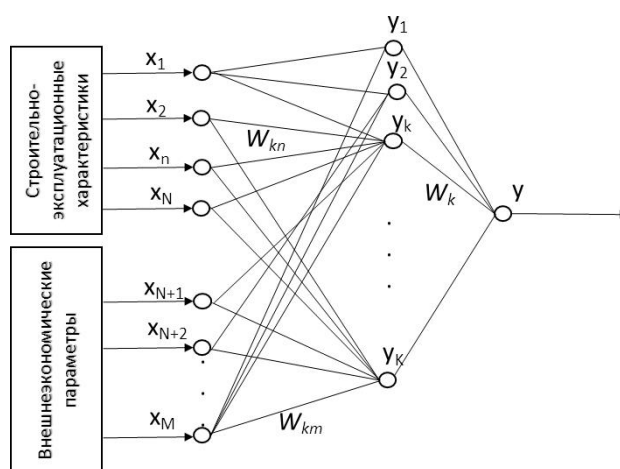 Строительно-
эксплуатационные
характеристики
Внешнеэкономические
параметры
x1
x2
xn
xN
xN+1
xN+2
xM
Wkn
Wkm
y1
y2
yk
yK
Wk
y